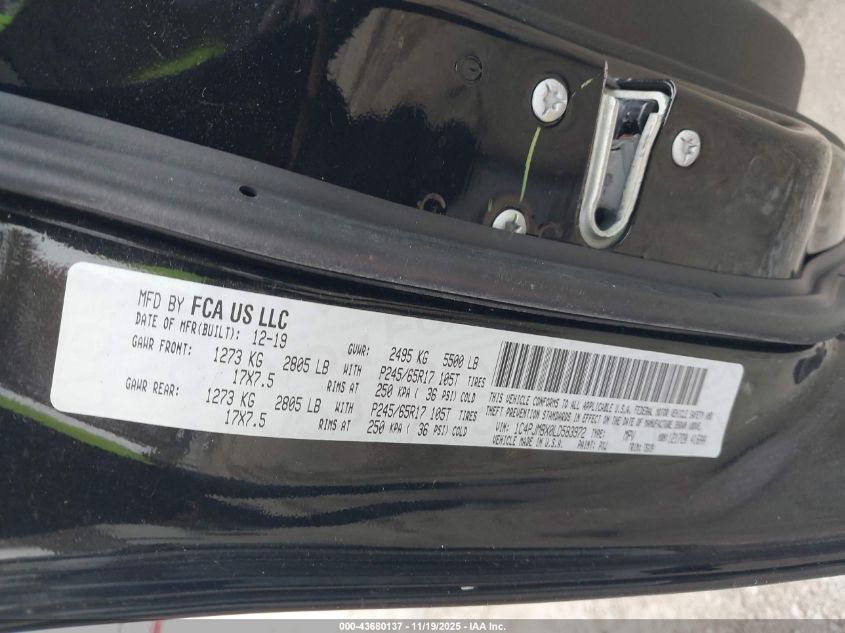 MFD BY FCA US LLC
DATE OF MFR(BUILT): 12-19
GVWR: 2495 KG 5500 LB
GAWR FRONT: 1273 KG 2805 LB WITH P245/65R17 105T TIRES
17X7.5 RIMS AT 250 KPA ( 36 PSI) COLD
GAWR REAR: 1273 KG 2805 LB WITH P245/65R17 105T TIRES
17X7.5 RIMS AT 250 KPA ( 36 PSI) COLD
THIS VEHICLE CONFORMS TO ALL APPLICABLE U.S.A. FEDERAL MOTOR VEHICLE SAFETY AND
THEFT PREVENTION STANDARDS IN EFFECT ON THE DATE OF MANUFACTURE SHOWN ABOVE.
VIN: 1C4PJMBX0LD583972 TYPE: MPV
MADE IN U.S.A. PAINT: PX4
000-43680137 - 11/19/2025 - IAA Inc.